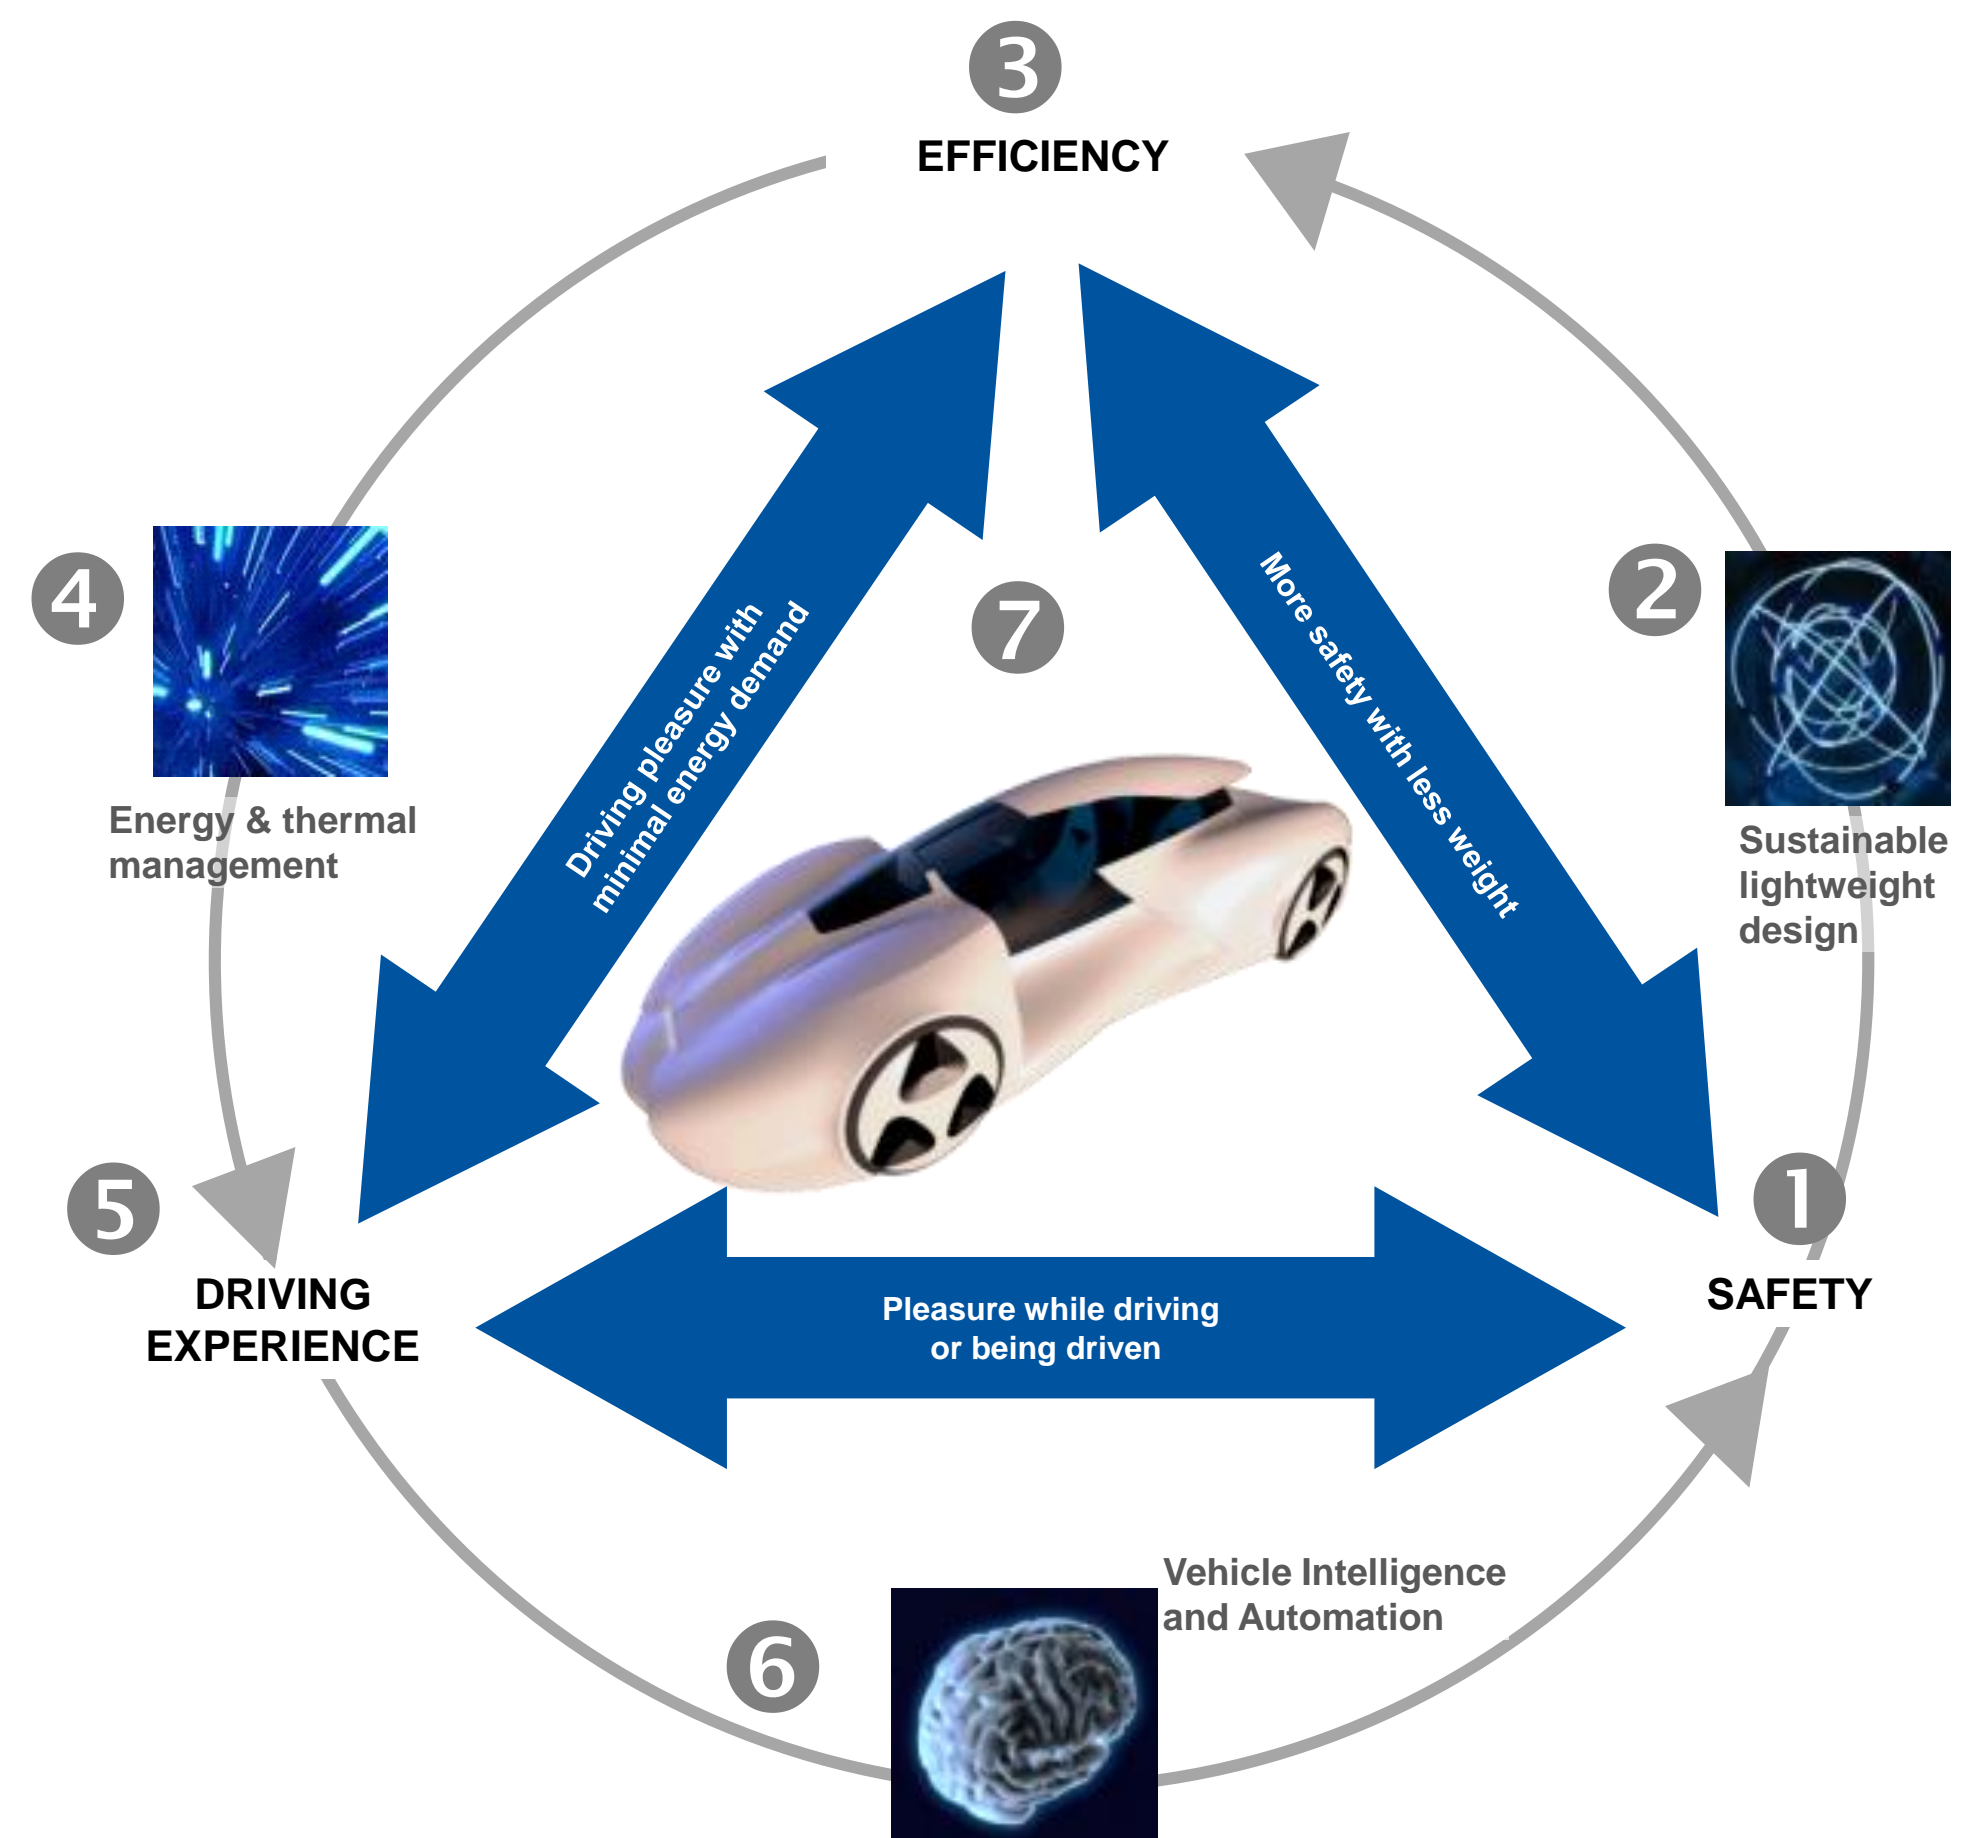 3
EFFICIENCY
4
7
2
Driving pleasure with
minimal energy demand
More safety with less weight
Energy & thermal
management
Sustainable
lightweight
design
5
1
DRIVING
EXPERIENCE
Pleasure while driving
or being driven
SAFETY
6
Vehicle Intelligence
and Automation